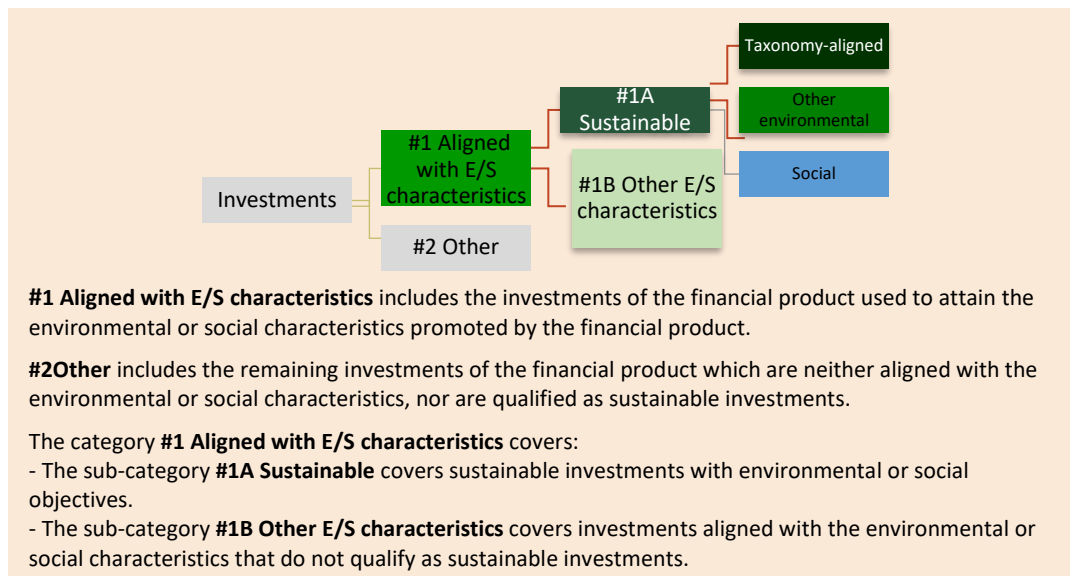 Taxonomy-aligned
#1A
Sustainable
Other
environmental
#1 Aligned
with E/S
characteristics
#1B Other E/S
characteristics
Social
Investments
#2 Other
#1 Aligned with E/S characteristics includes the investments of the financial product used to attain the
environmental or social characteristics promoted by the financial product.
#2Other includes the remaining investments of the financial product which are neither aligned with the
environmental or social characteristics, nor are qualified as sustainable investments.
The category #1 Aligned with E/S characteristics covers:
- The sub-category #1A Sustainable covers sustainable investments with environmental or social
objectives.
- The sub-category #1B Other E/S characteristics covers investments aligned with the environmental or
social characteristics that do not qualify as sustainable investments.